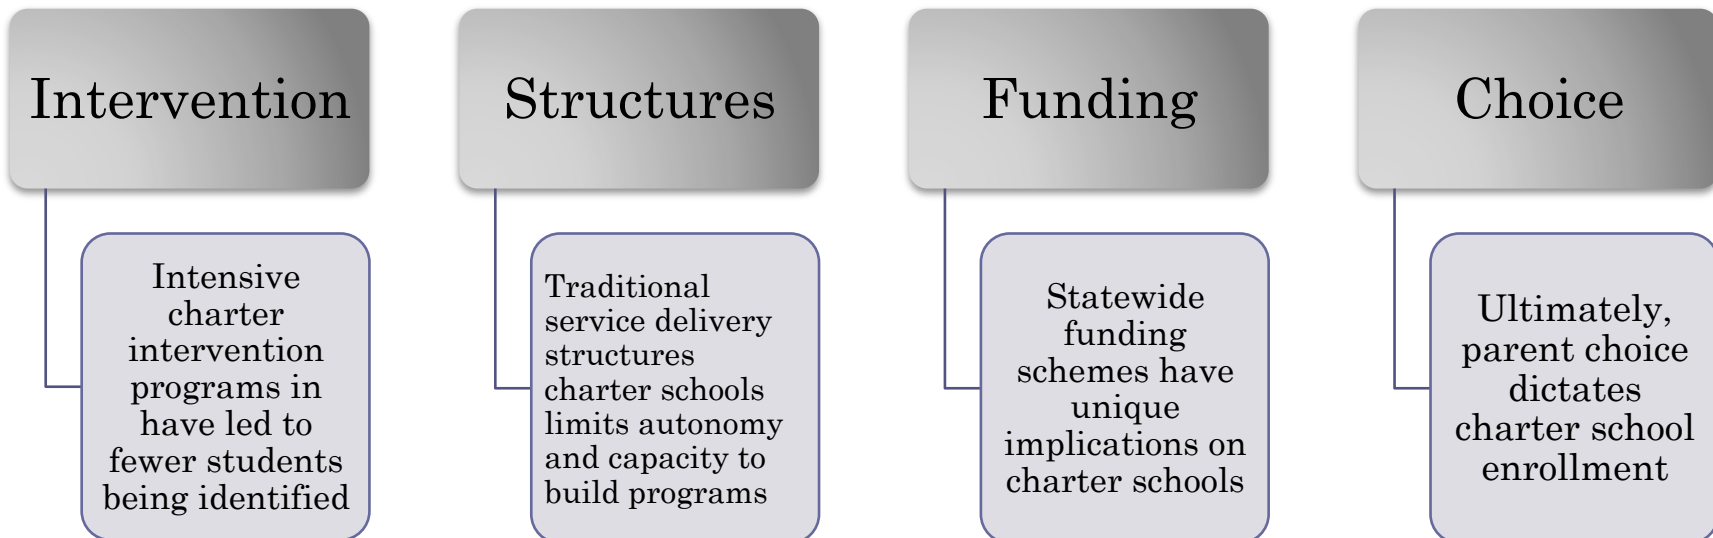 Intervention
Intensive
charter
intervention
programs in
have led to
fewer students
being identified
Structures
Traditional
service delivery
structures
charter schools
limits autonomy
and capacity to
build programs
Funding
Statewide
funding
schemes have
unique
implications on
charter schools
Choice
Ultimately,
parent choice
dictates
charter school
enrollment